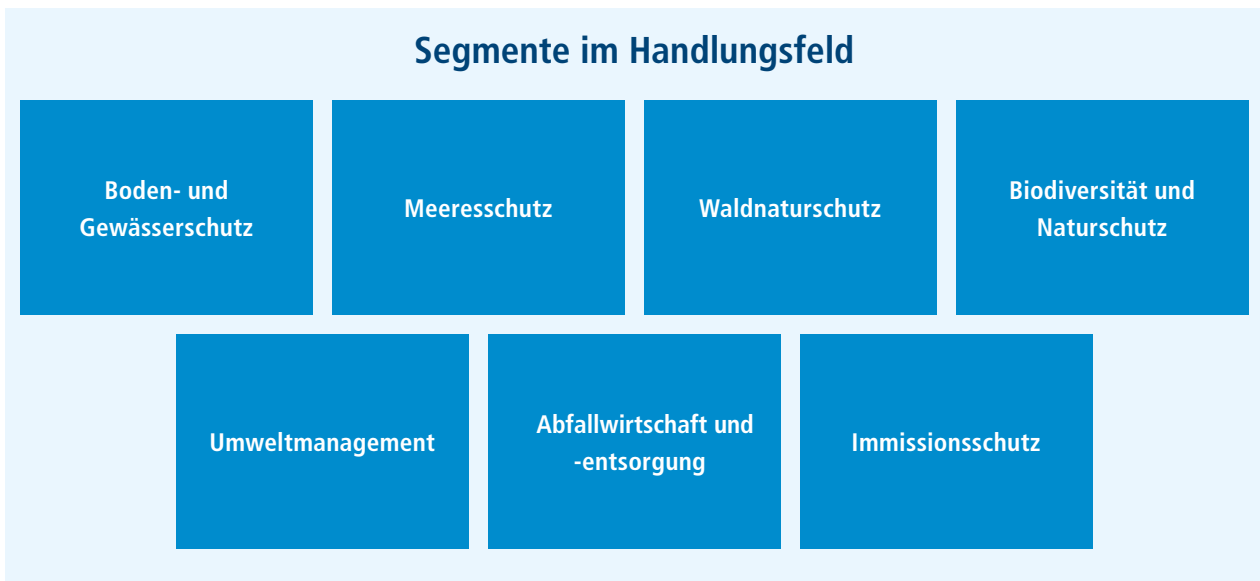 Segmente im Handlungsfeld
Boden- und
Gewässerschutz
Meeresschutz
Waldnaturschutz
Biodiversität und
Naturschutz
Umweltmanagement
Abfallwirtschaft und
-entsorgung
Immissionsschutz